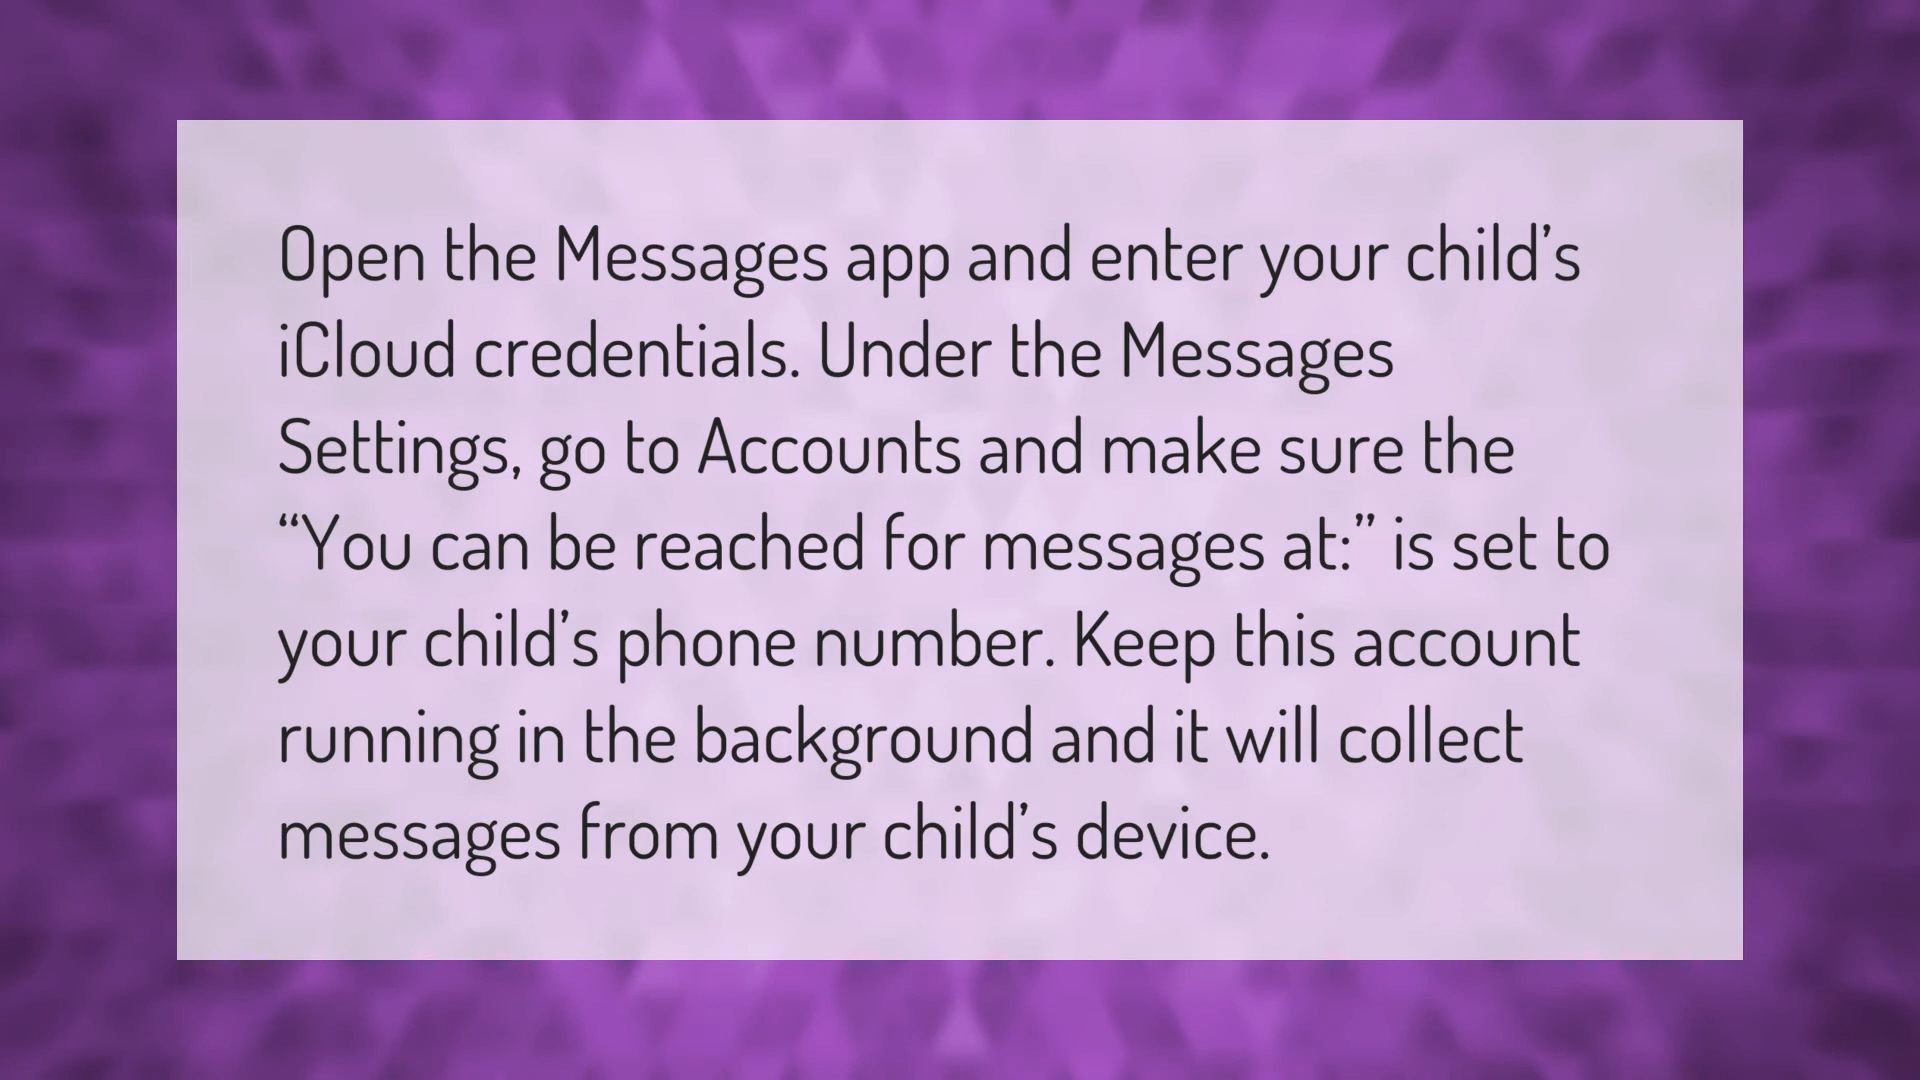 Open the Messages app and enter your child’s
iCloud credentials. Under the Messages
Settings, go to Accounts and make sure the
“You can be reached for messages at:” is set to
your child’s phone number. Keep this account
running in the background and it will collect
messages from your child’s device.